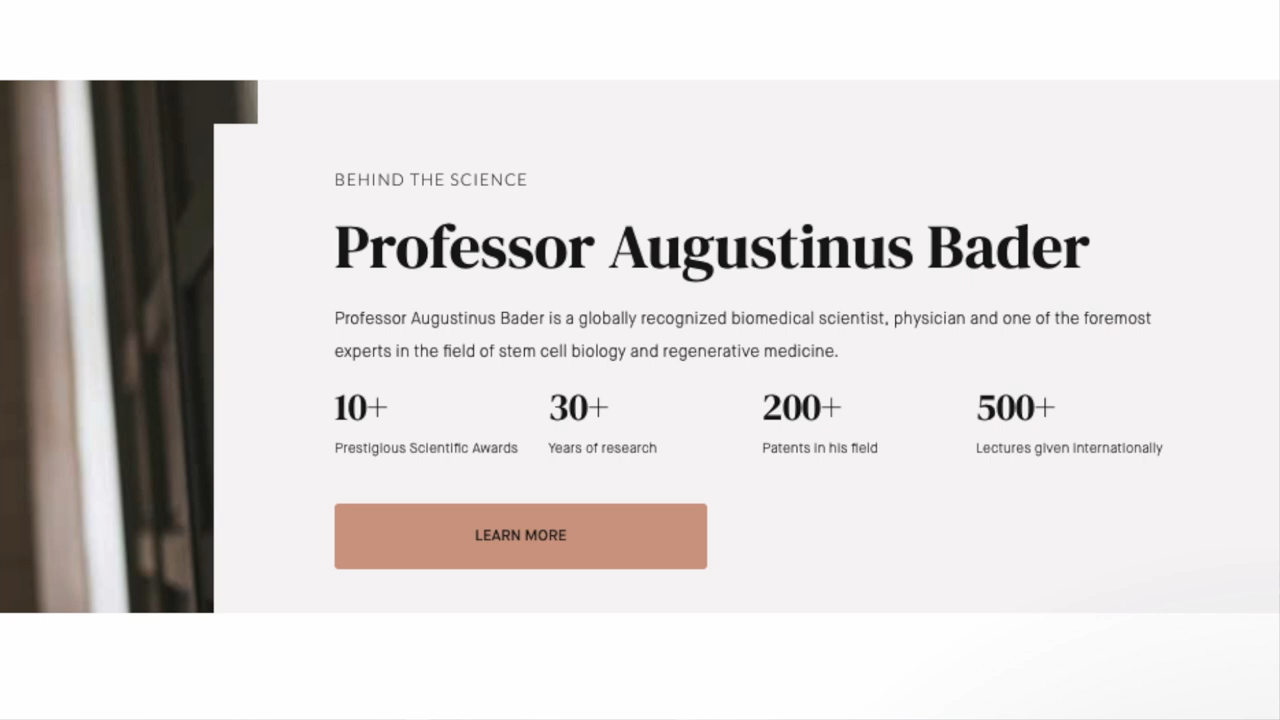 BEHIND THE SCIENCE
Professor Augustinus Bader
Professor Augustinus Bader is a globally recognized biomedical scientist, physician and one of the foremost
experts in the field of stem cell biology and regenerative medicine.
10+ 30+ 200+ 500+
Prestigious Scientific Awards Years of research Patents in his field Lectures given internationally
LEARN MORE